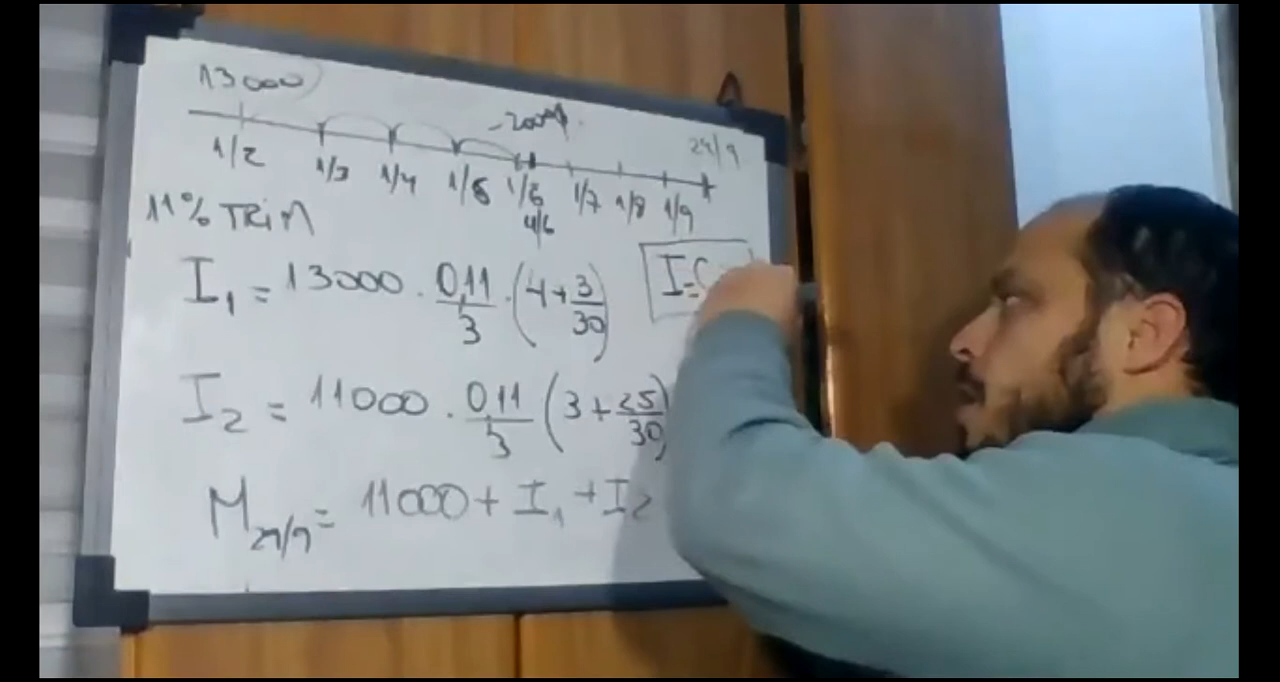 13000
-2000
29/9
1/2 1/3 1/4 1/5 1/6 1/7 1/8 1/9
4/6
11% TRIM
I₁ = 13000 · 0,11/3 · (4+3/30)
I=C
I₂ = 11000 · 0,11/3 (3+25/30)
M29/9 = 11000 + I₁ + I₂